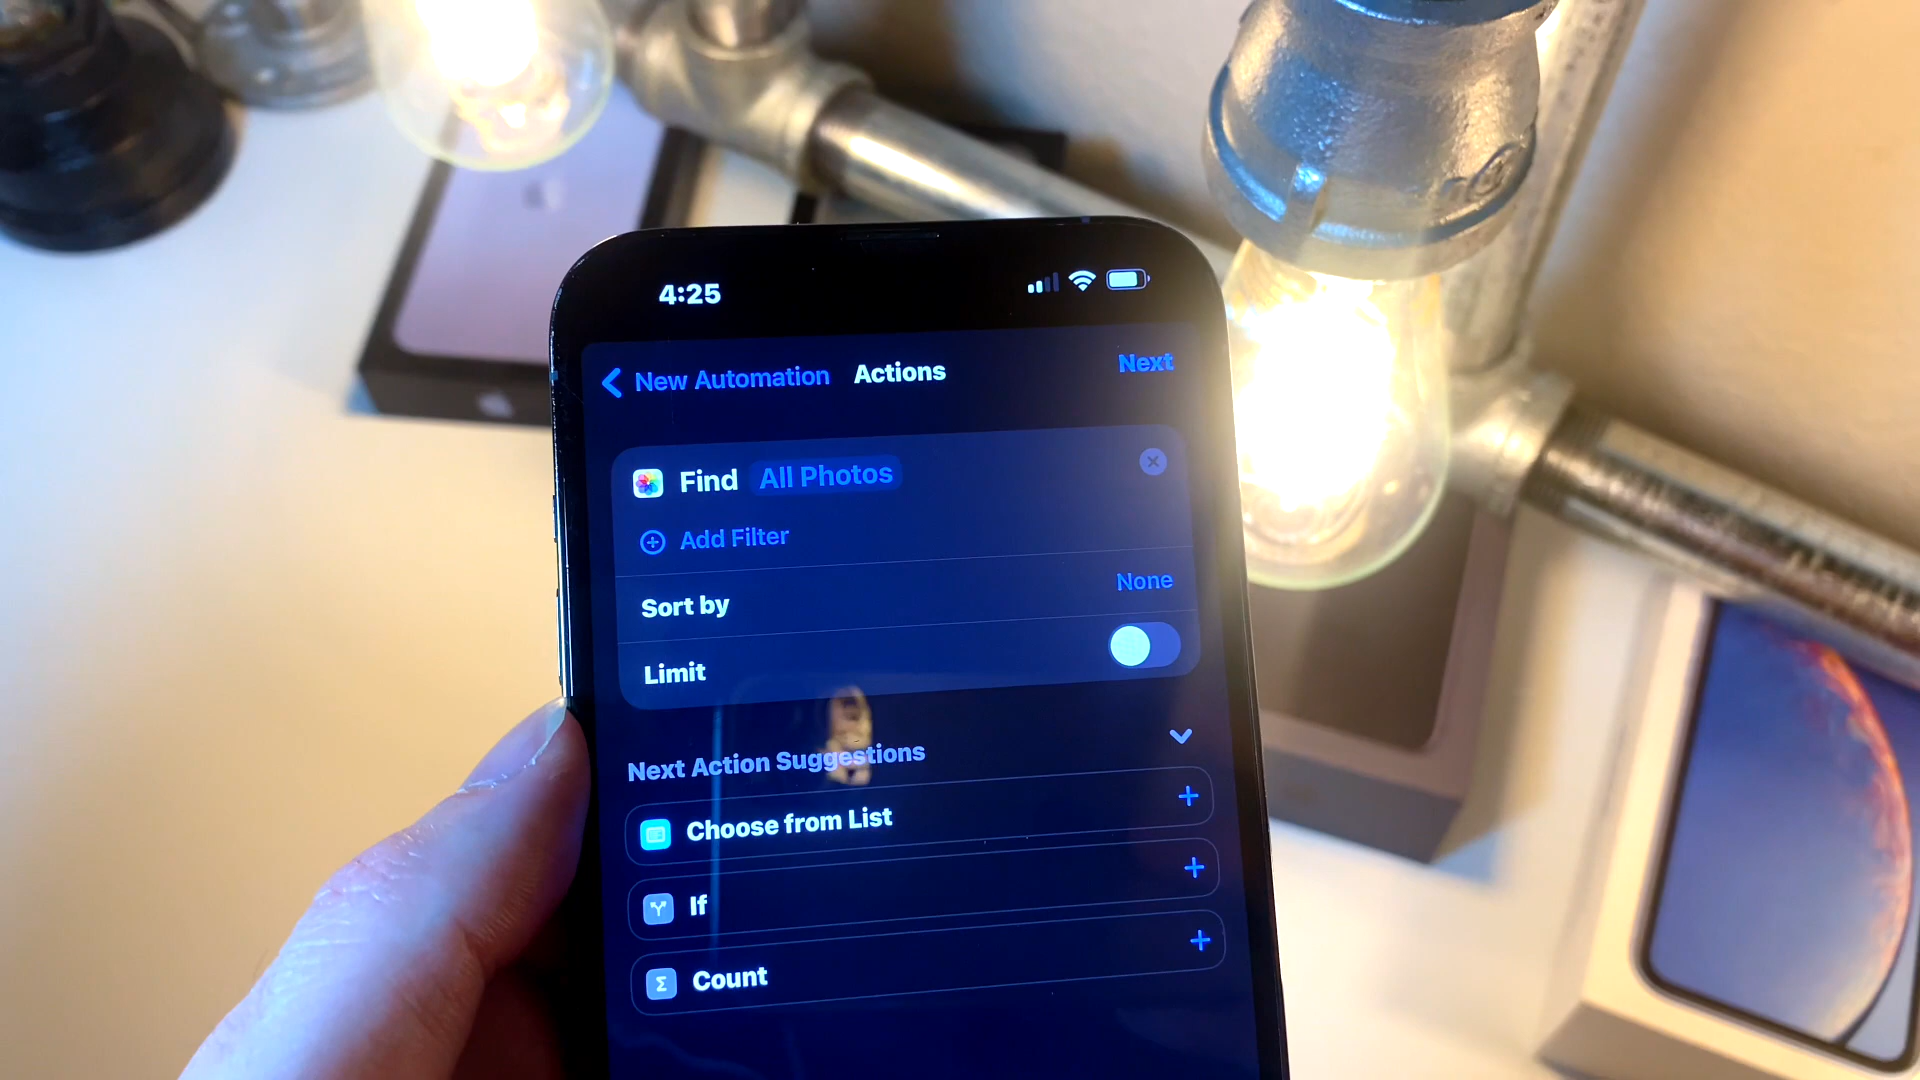 4:25
New Automation Actions Next
Find All Photos
Add Filter
Sort by None
Limit
Next Action Suggestions
Choose from List
If
Count